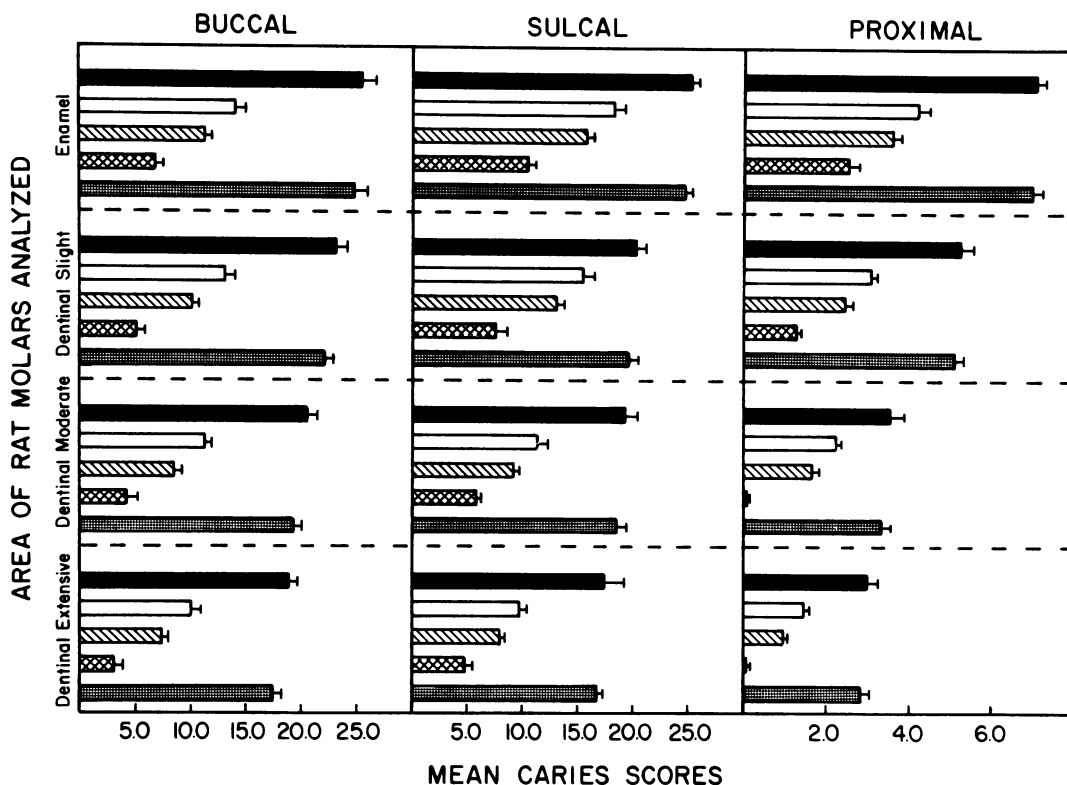 BUCCAL SULCAL PROXIMAL
AREA OF RAT MOLARS ANALYZED
Enamel
Dentinal Slight
Dentinal Moderate
Dentinal Extensive
5.0 10.0 15.0 20.0 25.0 5.0 10.0 15.0 20.0 25.0 2.0 4.0 6.0
MEAN CARIES SCORES